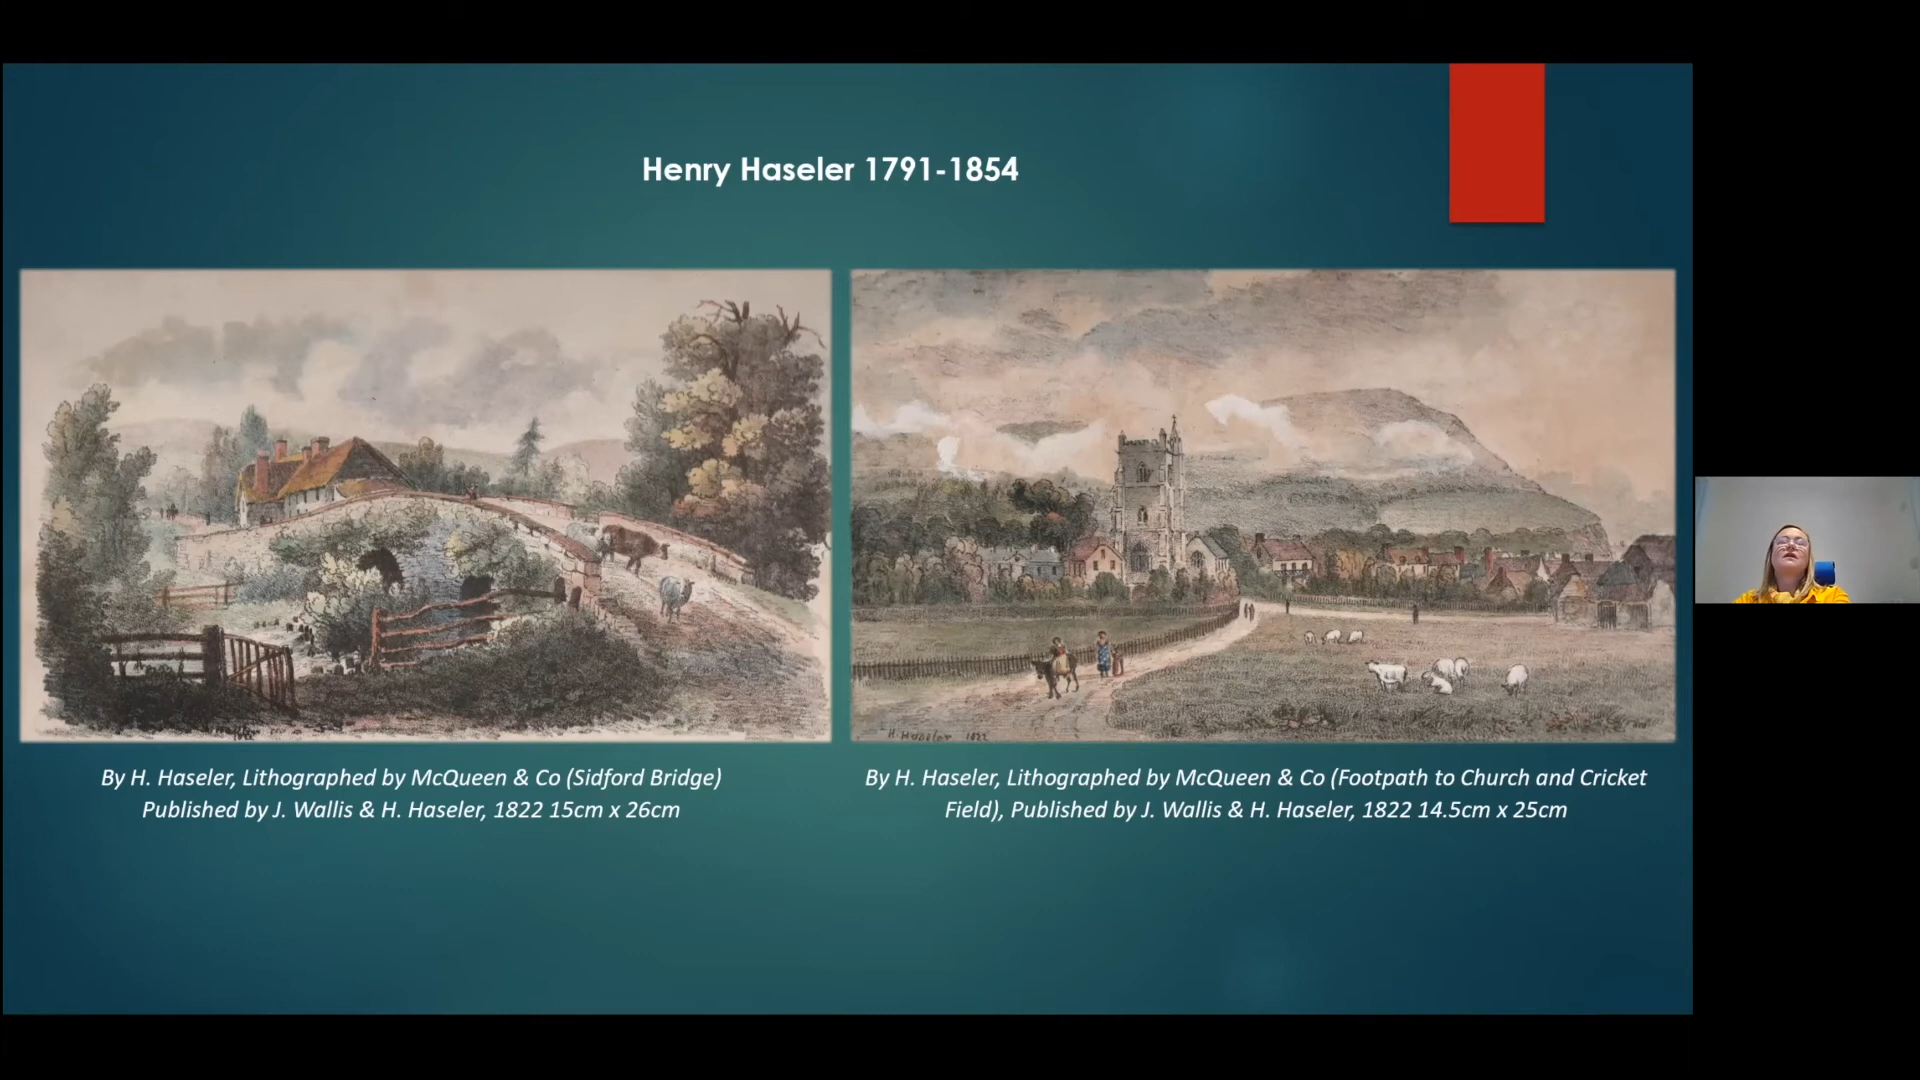 Henry Haseler 1791-1854
By H. Haseler, Lithographed by McQueen & Co (Sidford Bridge)
Published by J. Wallis & H. Haseler, 1822 15cm x 26cm
H. Haseler 1822
By H. Haseler, Lithographed by McQueen & Co (Footpath to Church and Cricket
Field), Published by J. Wallis & H. Haseler, 1822 14.5cm x 25cm